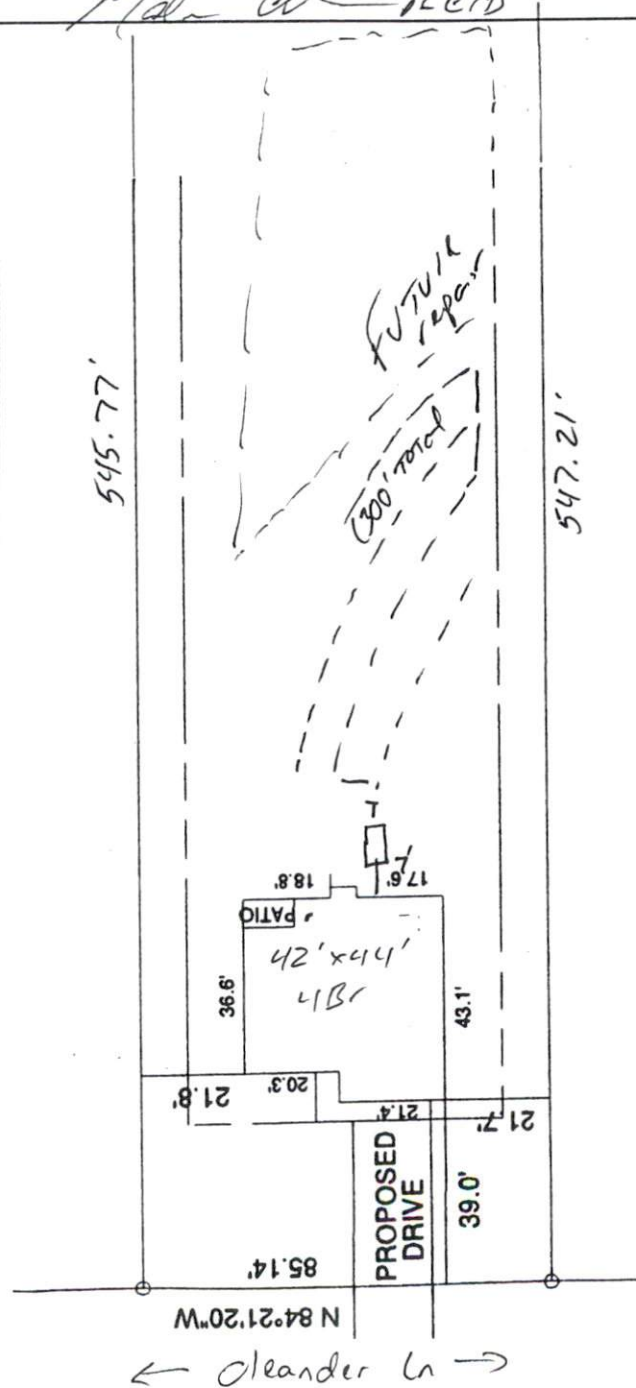 545.77'
FUTUR
repair
(300' TOTAL
547.21'
18.8'
17.6'
PATIO
42'x44'
4Br
36.6'
43.1'
21.8'
20.3'
21.4'
21.7'
PROPOSED
DRIVE
39.0'
85.14'
N 84°21'20"W
← Oleander Ln →